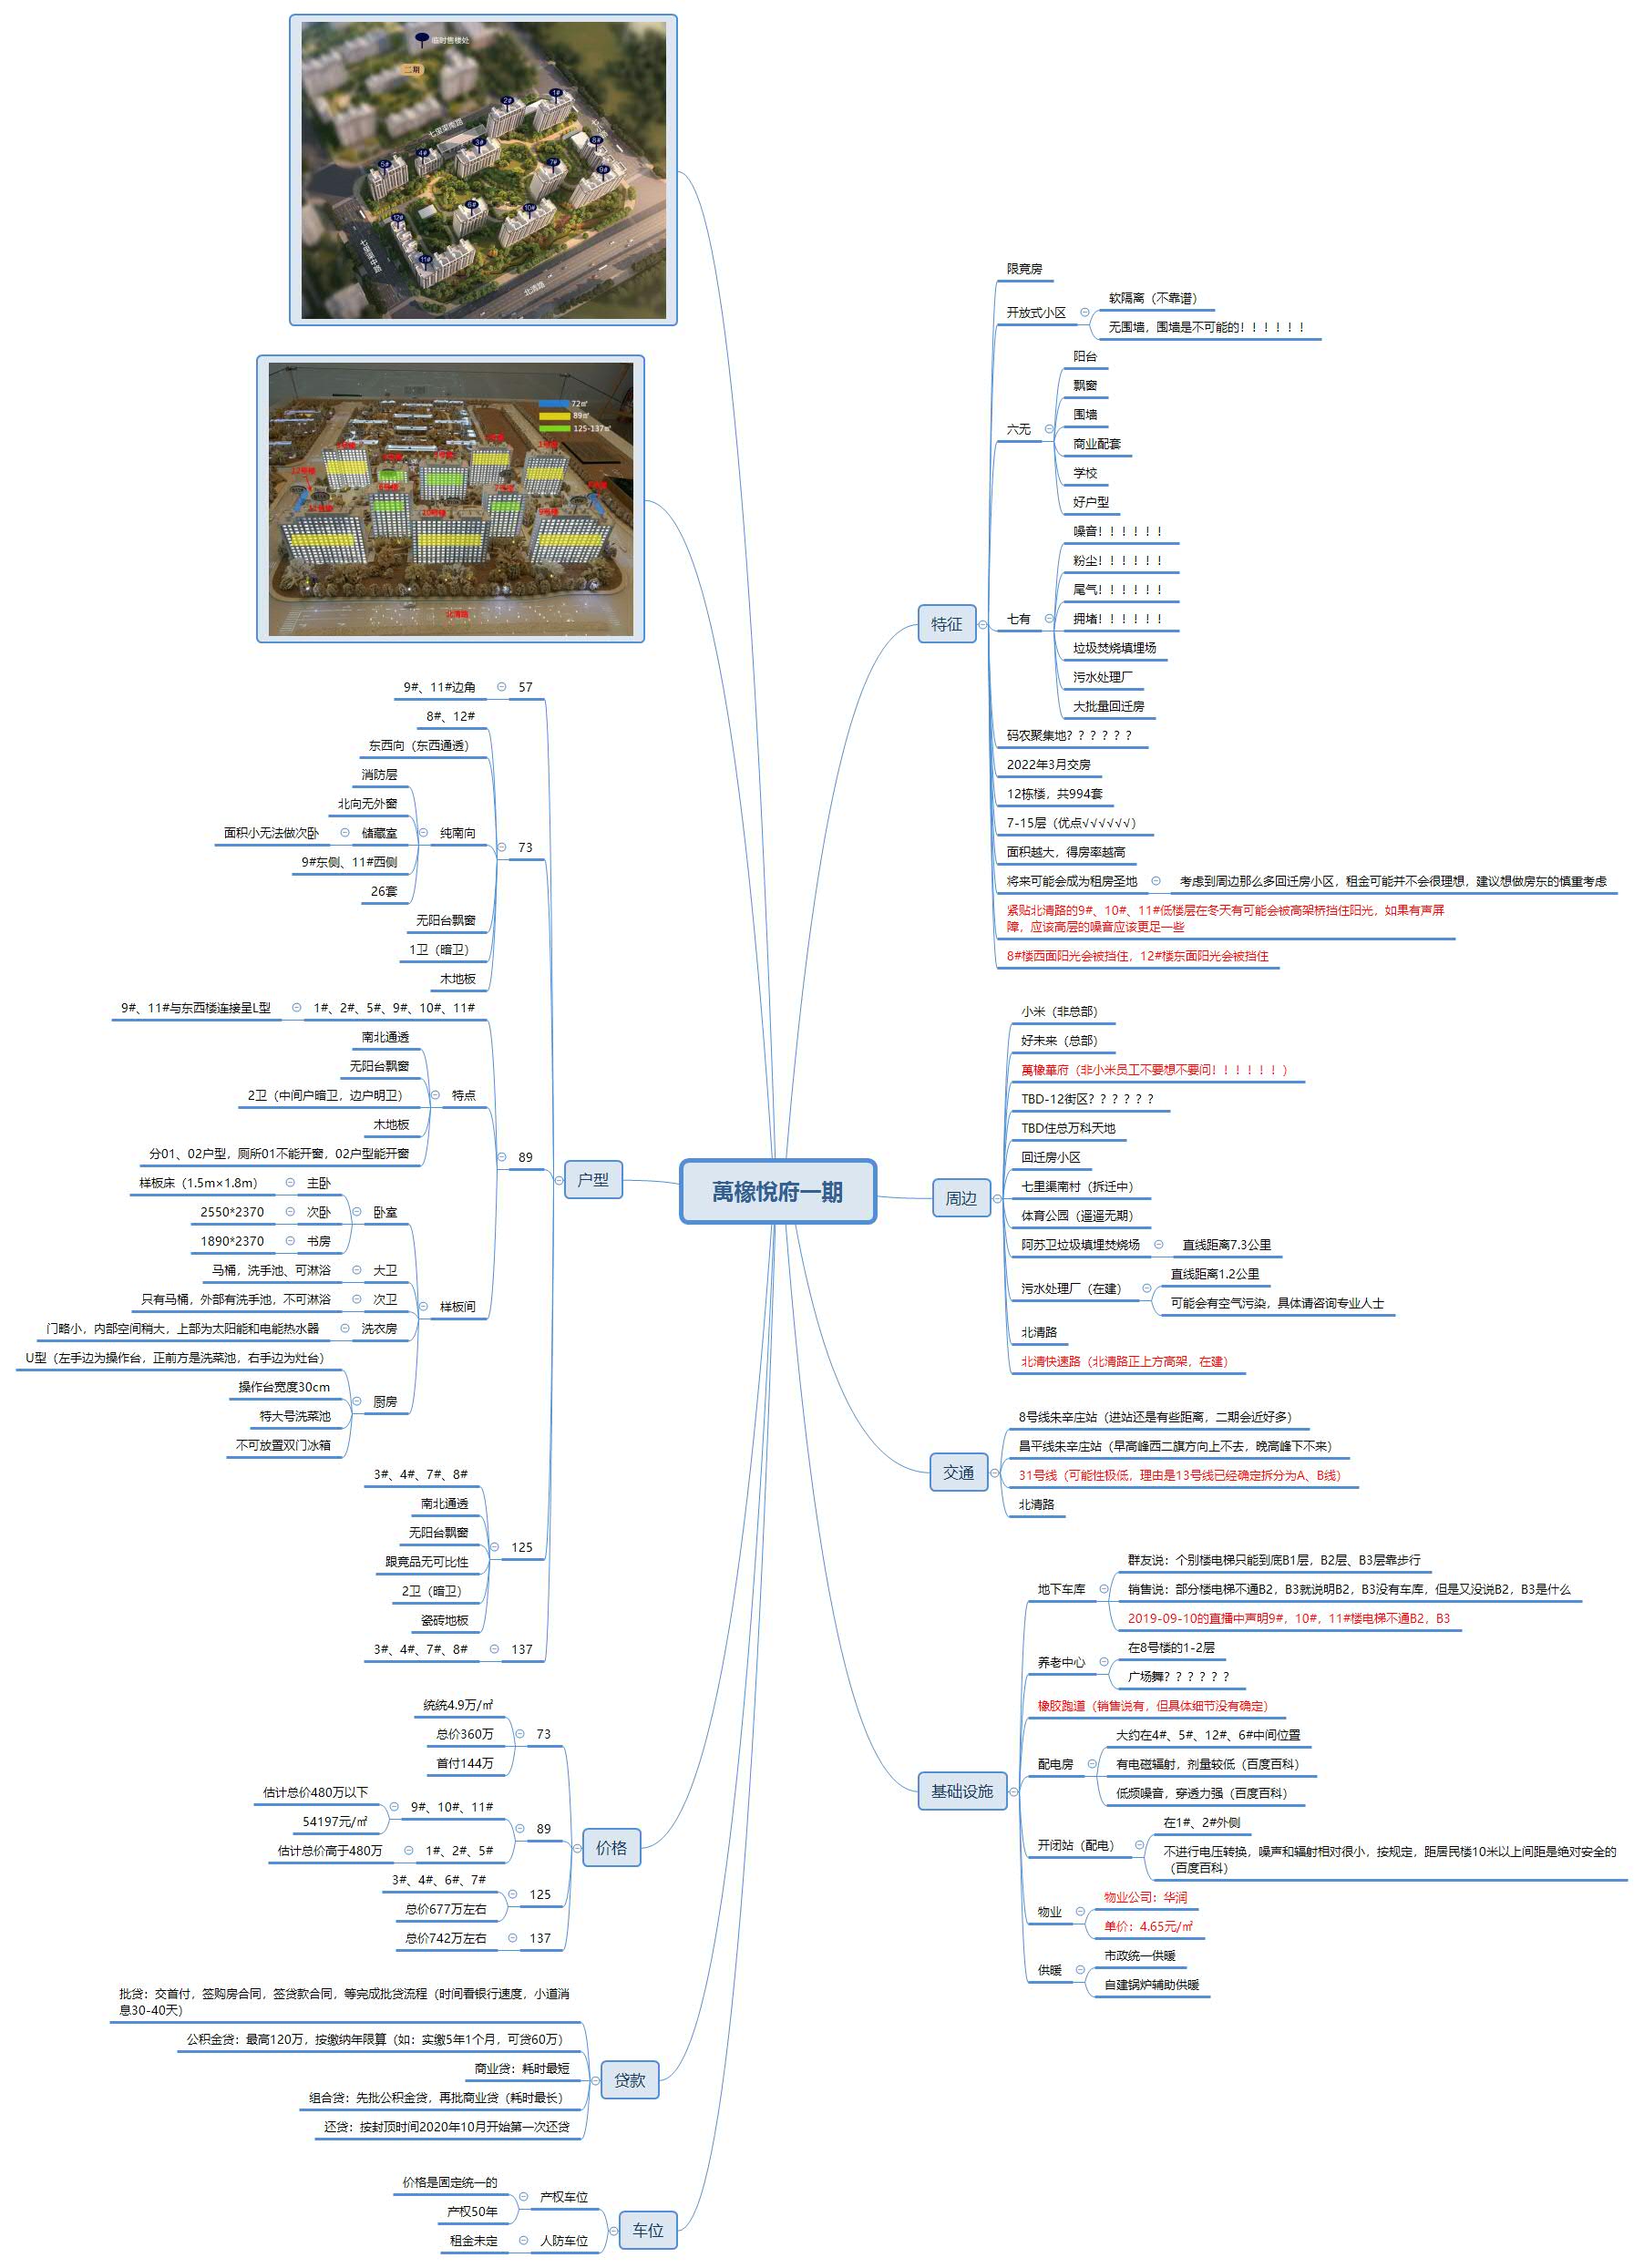 临时售楼处
二期
1#
2#
七里渠南路
3#
8#
4#
5#
7#
9#
6#
10#
12#
11#
北清路
72㎡
89㎡
125-137㎡
10号楼
9号楼
北清路
萬橡悅府一期
特征
限竞房
开放式小区
软隔离（不靠谱）
无围墙，围墙是不可能的！！！！！！
六无
阳台
飘窗
围墙
商业配套
学校
好户型
七有
噪音！！！！！！
粉尘！！！！！！
尾气！！！！！！
拥堵！！！！！！
垃圾焚烧填埋场
污水处理厂
大批量回迁房
码农聚集地？？？？？？
2022年3月交房
12栋楼，共994套
7-15层（优点√√√√√√）
面积越大，得房率越高
将来可能会成为租房圣地
考虑到周边那么多回迁房小区，租金可能并不会很理想，建议想做房东的慎重考虑
紧贴北清路的9#、10#、11#低楼层在冬天有可能会被高架桥挡住阳光，如果有声屏
障，应该高层的噪音应该更足一些
8#楼西面阳光会被挡住，12#楼东面阳光会被挡住
周边
小米（非总部）
好未来（总部）
萬橡華府（非小米员工不要想不要问！！！！！！）
TBD-12街区？？？？？？
TBD住总万科天地
回迁房小区
七里渠南村（拆迁中）
体育公园（遥遥无期）
阿苏卫垃圾填埋焚烧场
直线距离7.3公里
污水处理厂（在建）
直线距离1.2公里
可能会有空气污染，具体请咨询专业人士
北清路
北清快速路（北清路正上方高架，在建）
交通
8号线朱辛庄站（进站还是有些距离，二期会近好多）
昌平线朱辛庄站（早高峰西二旗方向上不去，晚高峰下不来）
31号线（可能性极低，理由是13号线已经确定拆分为A、B线）
北清路
基础设施
地下车库
群友说：个别楼电梯只能到底B1层，B2层、B3层靠步行
销售说：部分楼电梯不通B2，B3就说明B2，B3没有车库，但是又没说B2，B3是什么
2019-09-10的直播中声明9#，10#，11#楼电梯不通B2，B3
养老中心
在8号楼的1-2层
广场舞？？？？？？
橡胶跑道（销售说有，但具体细节没有确定）
配电房
大约在4#、5#、12#、6#中间位置
有电磁辐射，剂量较低（百度百科）
低频噪音，穿透力强（百度百科）
开闭站（配电）
在1#、2#外侧
不进行电压转换，噪声和辐射相对很小，按规定，距居民楼10米以上间距是绝对安全的
（百度百科）
物业
物业公司：华润
单价：4.65元/㎡
供暖
市政统一供暖
自建锅炉辅助供暖
户型
57
9#、11#边角
73
8#、12#
东西向（东西通透）
纯南向
消防层
北向无外窗
储藏室
面积小无法做次卧
9#东侧、11#西侧
26套
无阳台飘窗
1卫（暗卫）
木地板
89
1#、2#、5#、9#、10#、11#
9#、11#与东西楼连接呈L型
特点
南北通透
无阳台飘窗
2卫（中间户暗卫，边户明卫）
木地板
分01、02户型，厕所01不能开窗，02户型能开窗
样板间
卧室
主卧
样板床（1.5m×1.8m）
次卧
2550*2370
书房
1890*2370
大卫
马桶，洗手池、可淋浴
次卫
只有马桶，外部有洗手池，不可淋浴
洗衣房
门略小，内部空间稍大，上部为太阳能和电能热水器
厨房
U型（左手边为操作台，正前方是洗菜池，右手边为灶台）
操作台宽度30cm
特大号洗菜池
不可放置双门冰箱
125
3#、4#、7#、8#
南北通透
无阳台飘窗
跟竞品无可比性
2卫（暗卫）
瓷砖地板
137
3#、4#、7#、8#
价格
73
统统4.9万/㎡
总价360万
首付144万
89
9#、10#、11#
估计总价480万以下
54197元/㎡
1#、2#、5#
估计总价高于480万
125
3#、4#、6#、7#
总价677万左右
137
总价742万左右
贷款
批贷：交首付，签购房合同，签贷款合同，等完成批贷流程（时间看银行速度，小道消
息30-40天）
公积金贷：最高120万，按缴纳年限算（如：实缴5年1个月，可贷60万）
商业贷：耗时最短
组合贷：先批公积金贷，再批商业贷（耗时最长）
还贷：按封顶时间2020年10月开始第一次还贷
车位
产权车位
价格是固定统一的
产权50年
人防车位
租金未定